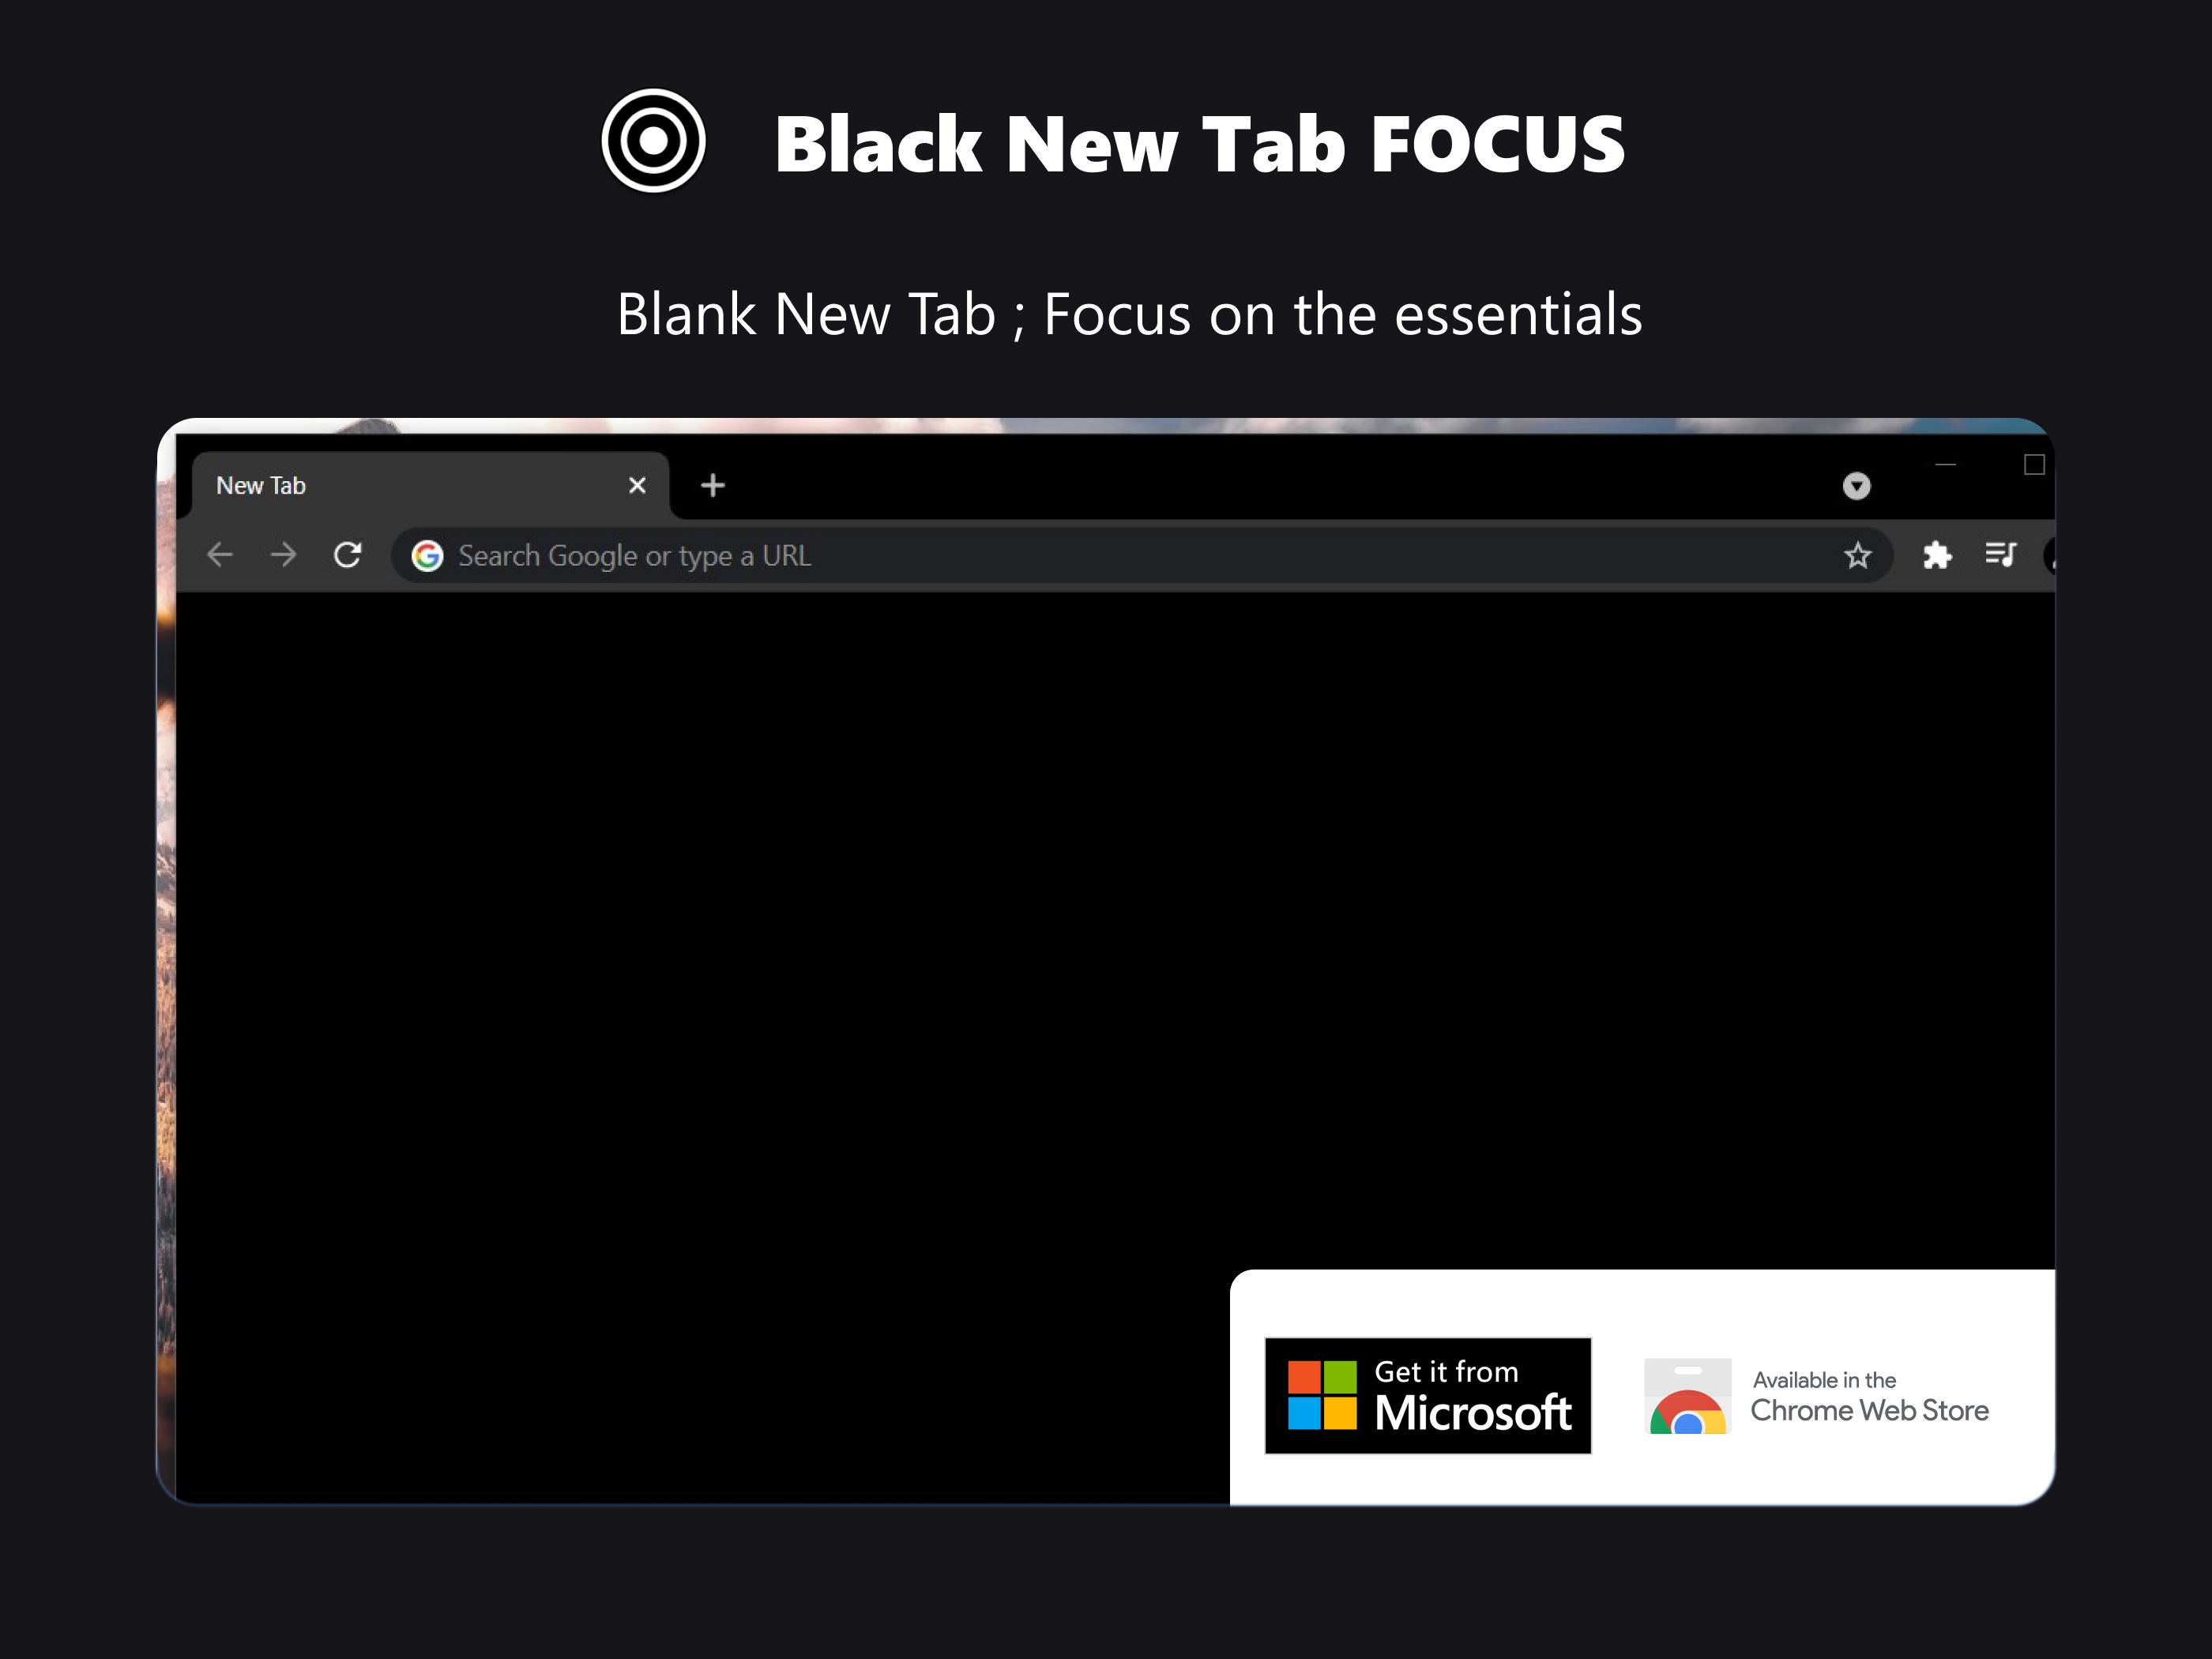 Black New Tab FOCUS
Blank New Tab ; Focus on the essentials
New Tab
Search Google or type a URL
Get it from
Microsoft
Available in the
Chrome Web Store